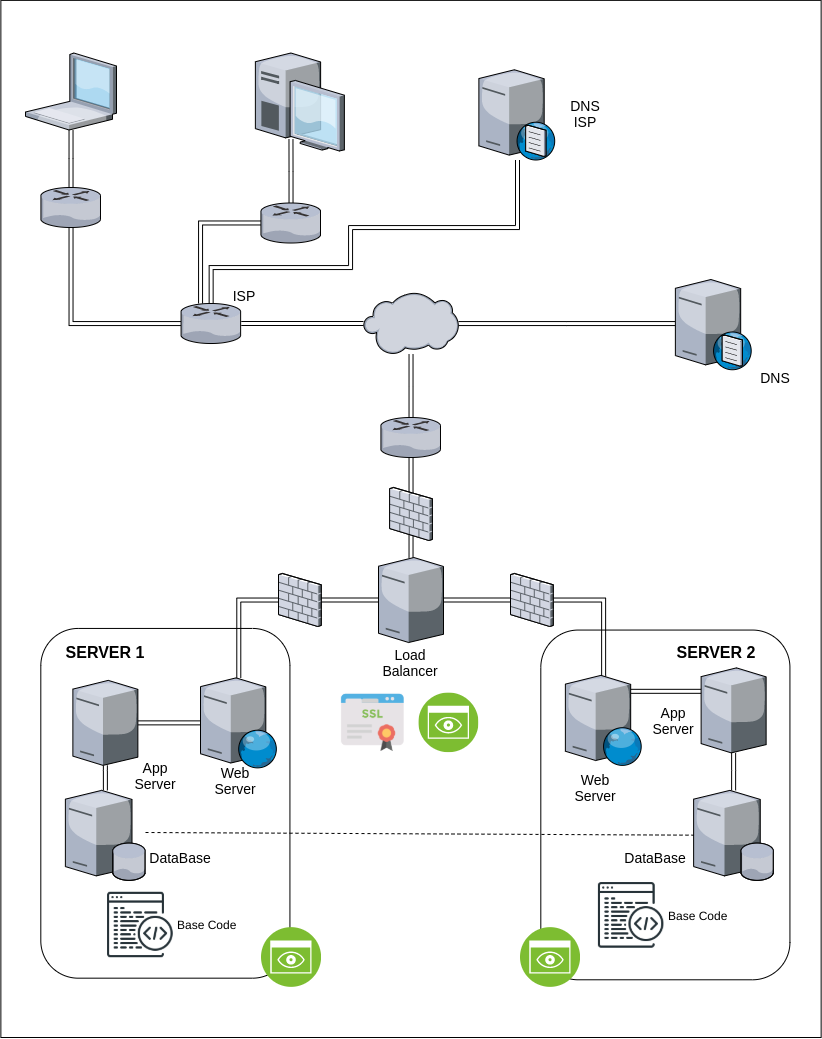 DNS
ISP
ISP
DNS
Load
Balancer
SERVER 1
SERVER 2
SSL
App
Server
Web
Server
App
Server
Web
Server
DataBase
DataBase
Base Code
Base Code